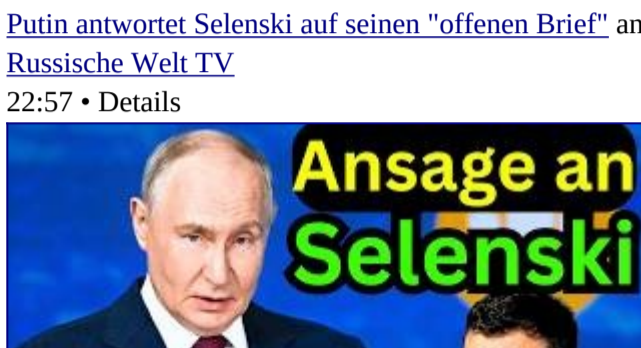 Putin antwortet Selenski auf seinen "offenen Brief" an
Russische Welt TV
22:57 • Details
Ansage an
Selenski